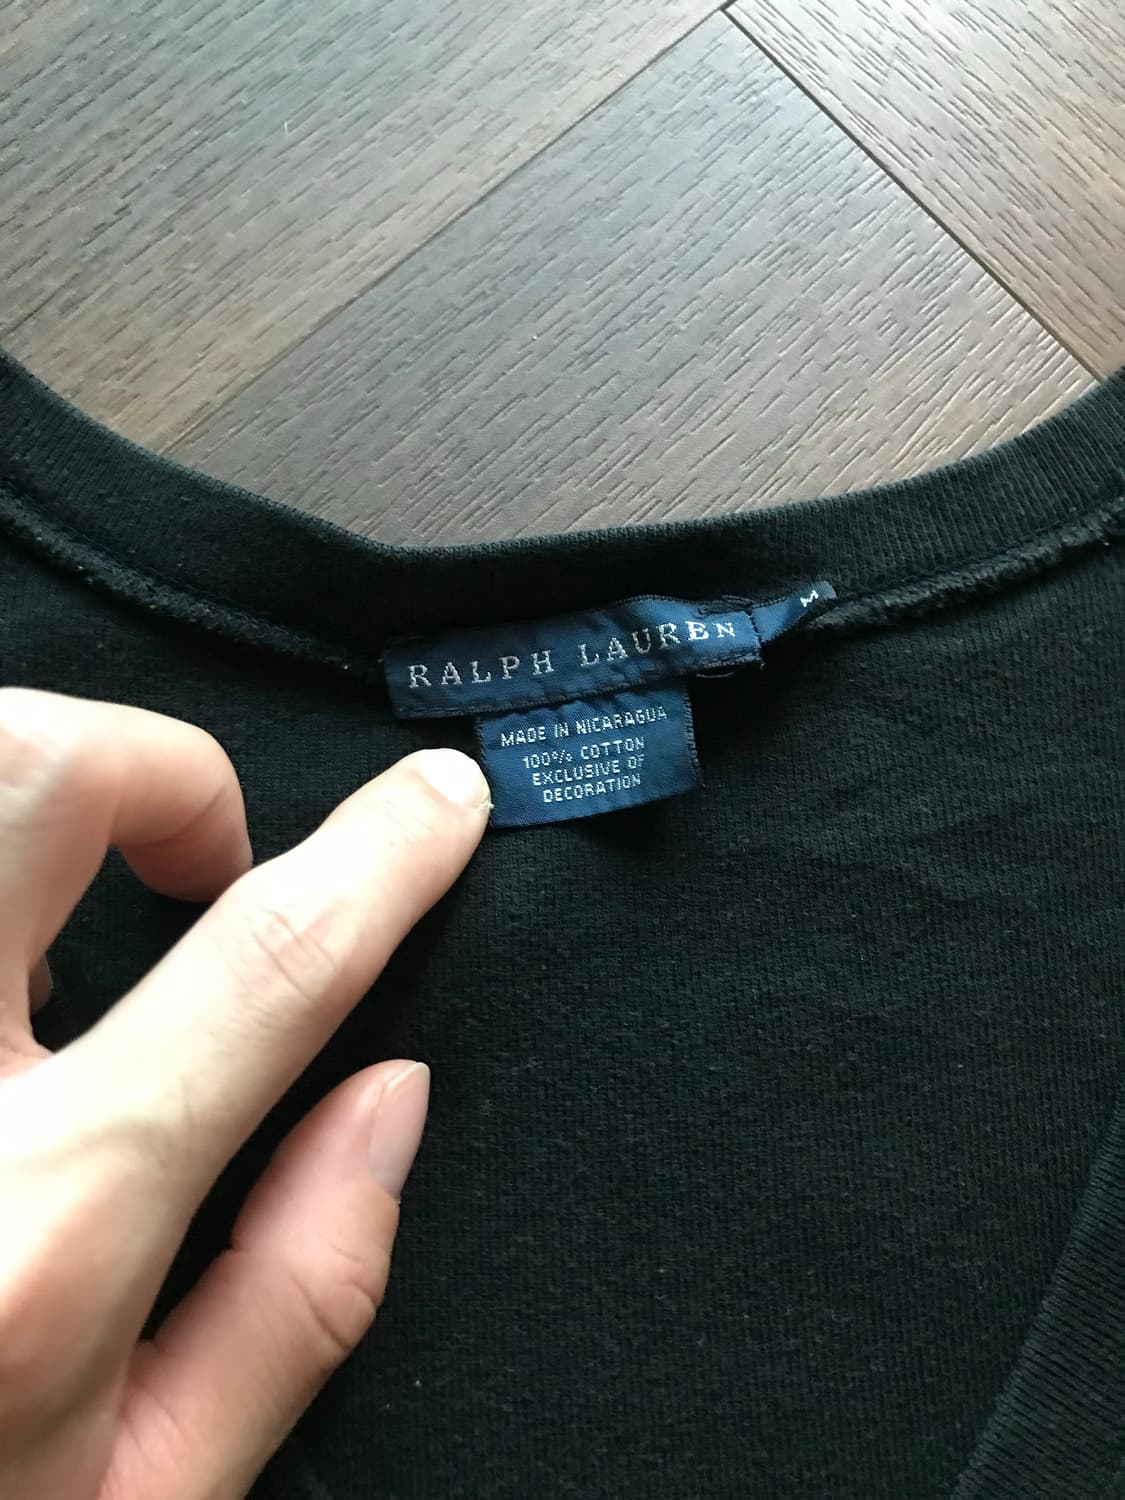 RALPH LAUREN
M
MADE IN NICARAGUA
100% COTTON
EXCLUSIVE OF
DECORATION